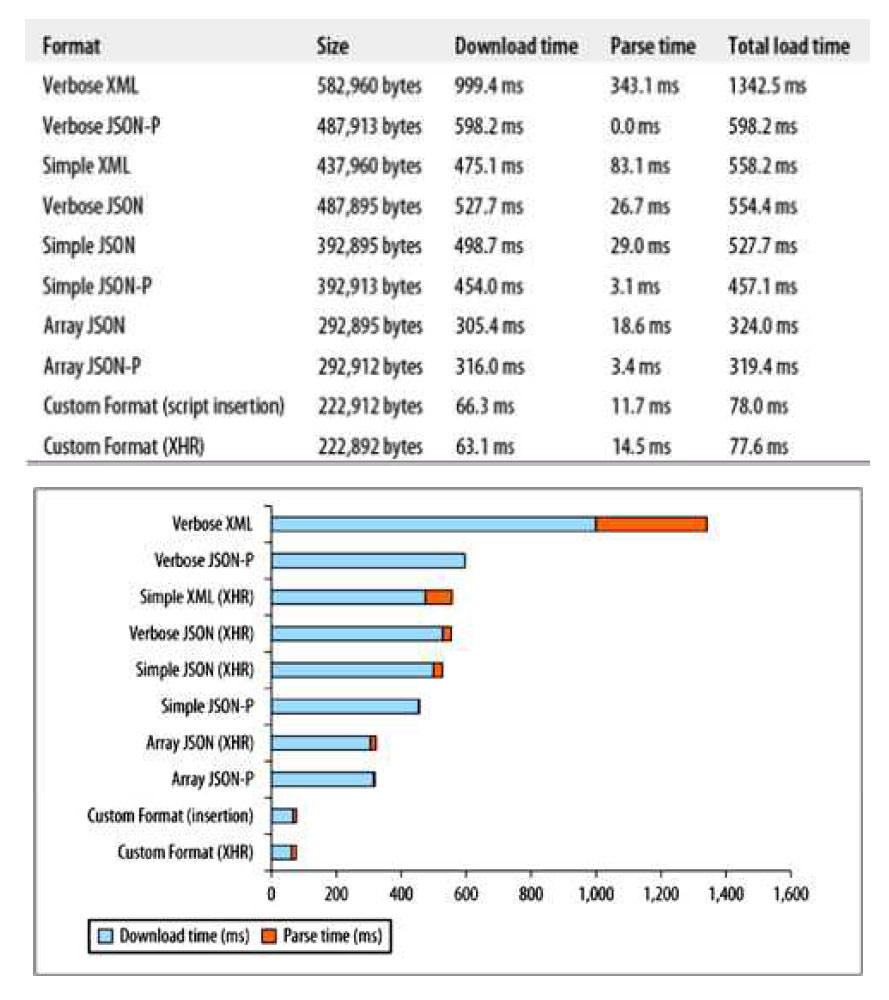 Format Size Download time Parse time Total load time
Verbose XML 582,960 bytes 999.4 ms 343.1 ms 1342.5 ms
Verbose JSON-P 487,913 bytes 598.2 ms 0.0 ms 598.2 ms
Simple XML 437,960 bytes 475.1 ms 83.1 ms 558.2 ms
Verbose JSON 487,895 bytes 527.7 ms 26.7 ms 554.4 ms
Simple JSON 392,895 bytes 498.7 ms 29.0 ms 527.7 ms
Simple JSON-P 392,913 bytes 454.0 ms 3.1 ms 457.1 ms
Array JSON 292,895 bytes 305.4 ms 18.6 ms 324.0 ms
Array JSON-P 292,912 bytes 316.0 ms 3.4 ms 319.4 ms
Custom Format (script insertion) 222,912 bytes 66.3 ms 11.7 ms 78.0 ms
Custom Format (XHR) 222,892 bytes 63.1 ms 14.5 ms 77.6 ms
Verbose XML
Verbose JSON-P
Simple XML (XHR)
Verbose JSON (XHR)
Simple JSON (XHR)
Simple JSON-P
Array JSON (XHR)
Array JSON-P
Custom Format (insertion)
Custom Format (XHR)
0 200 400 600 800 1,000 1,200 1,400 1,600
Download time (ms) Parse time (ms)